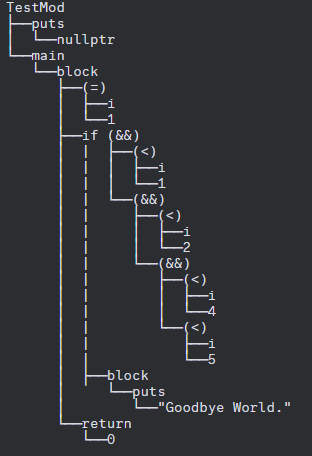 TestMod
puts
nullptr
main
block
(=)
i
1
if (&&)
(<)
i
1
(&&)
(<)
i
2
(&&)
(<)
i
4
(<)
i
5
block
puts
"Goodbye World."
return
0